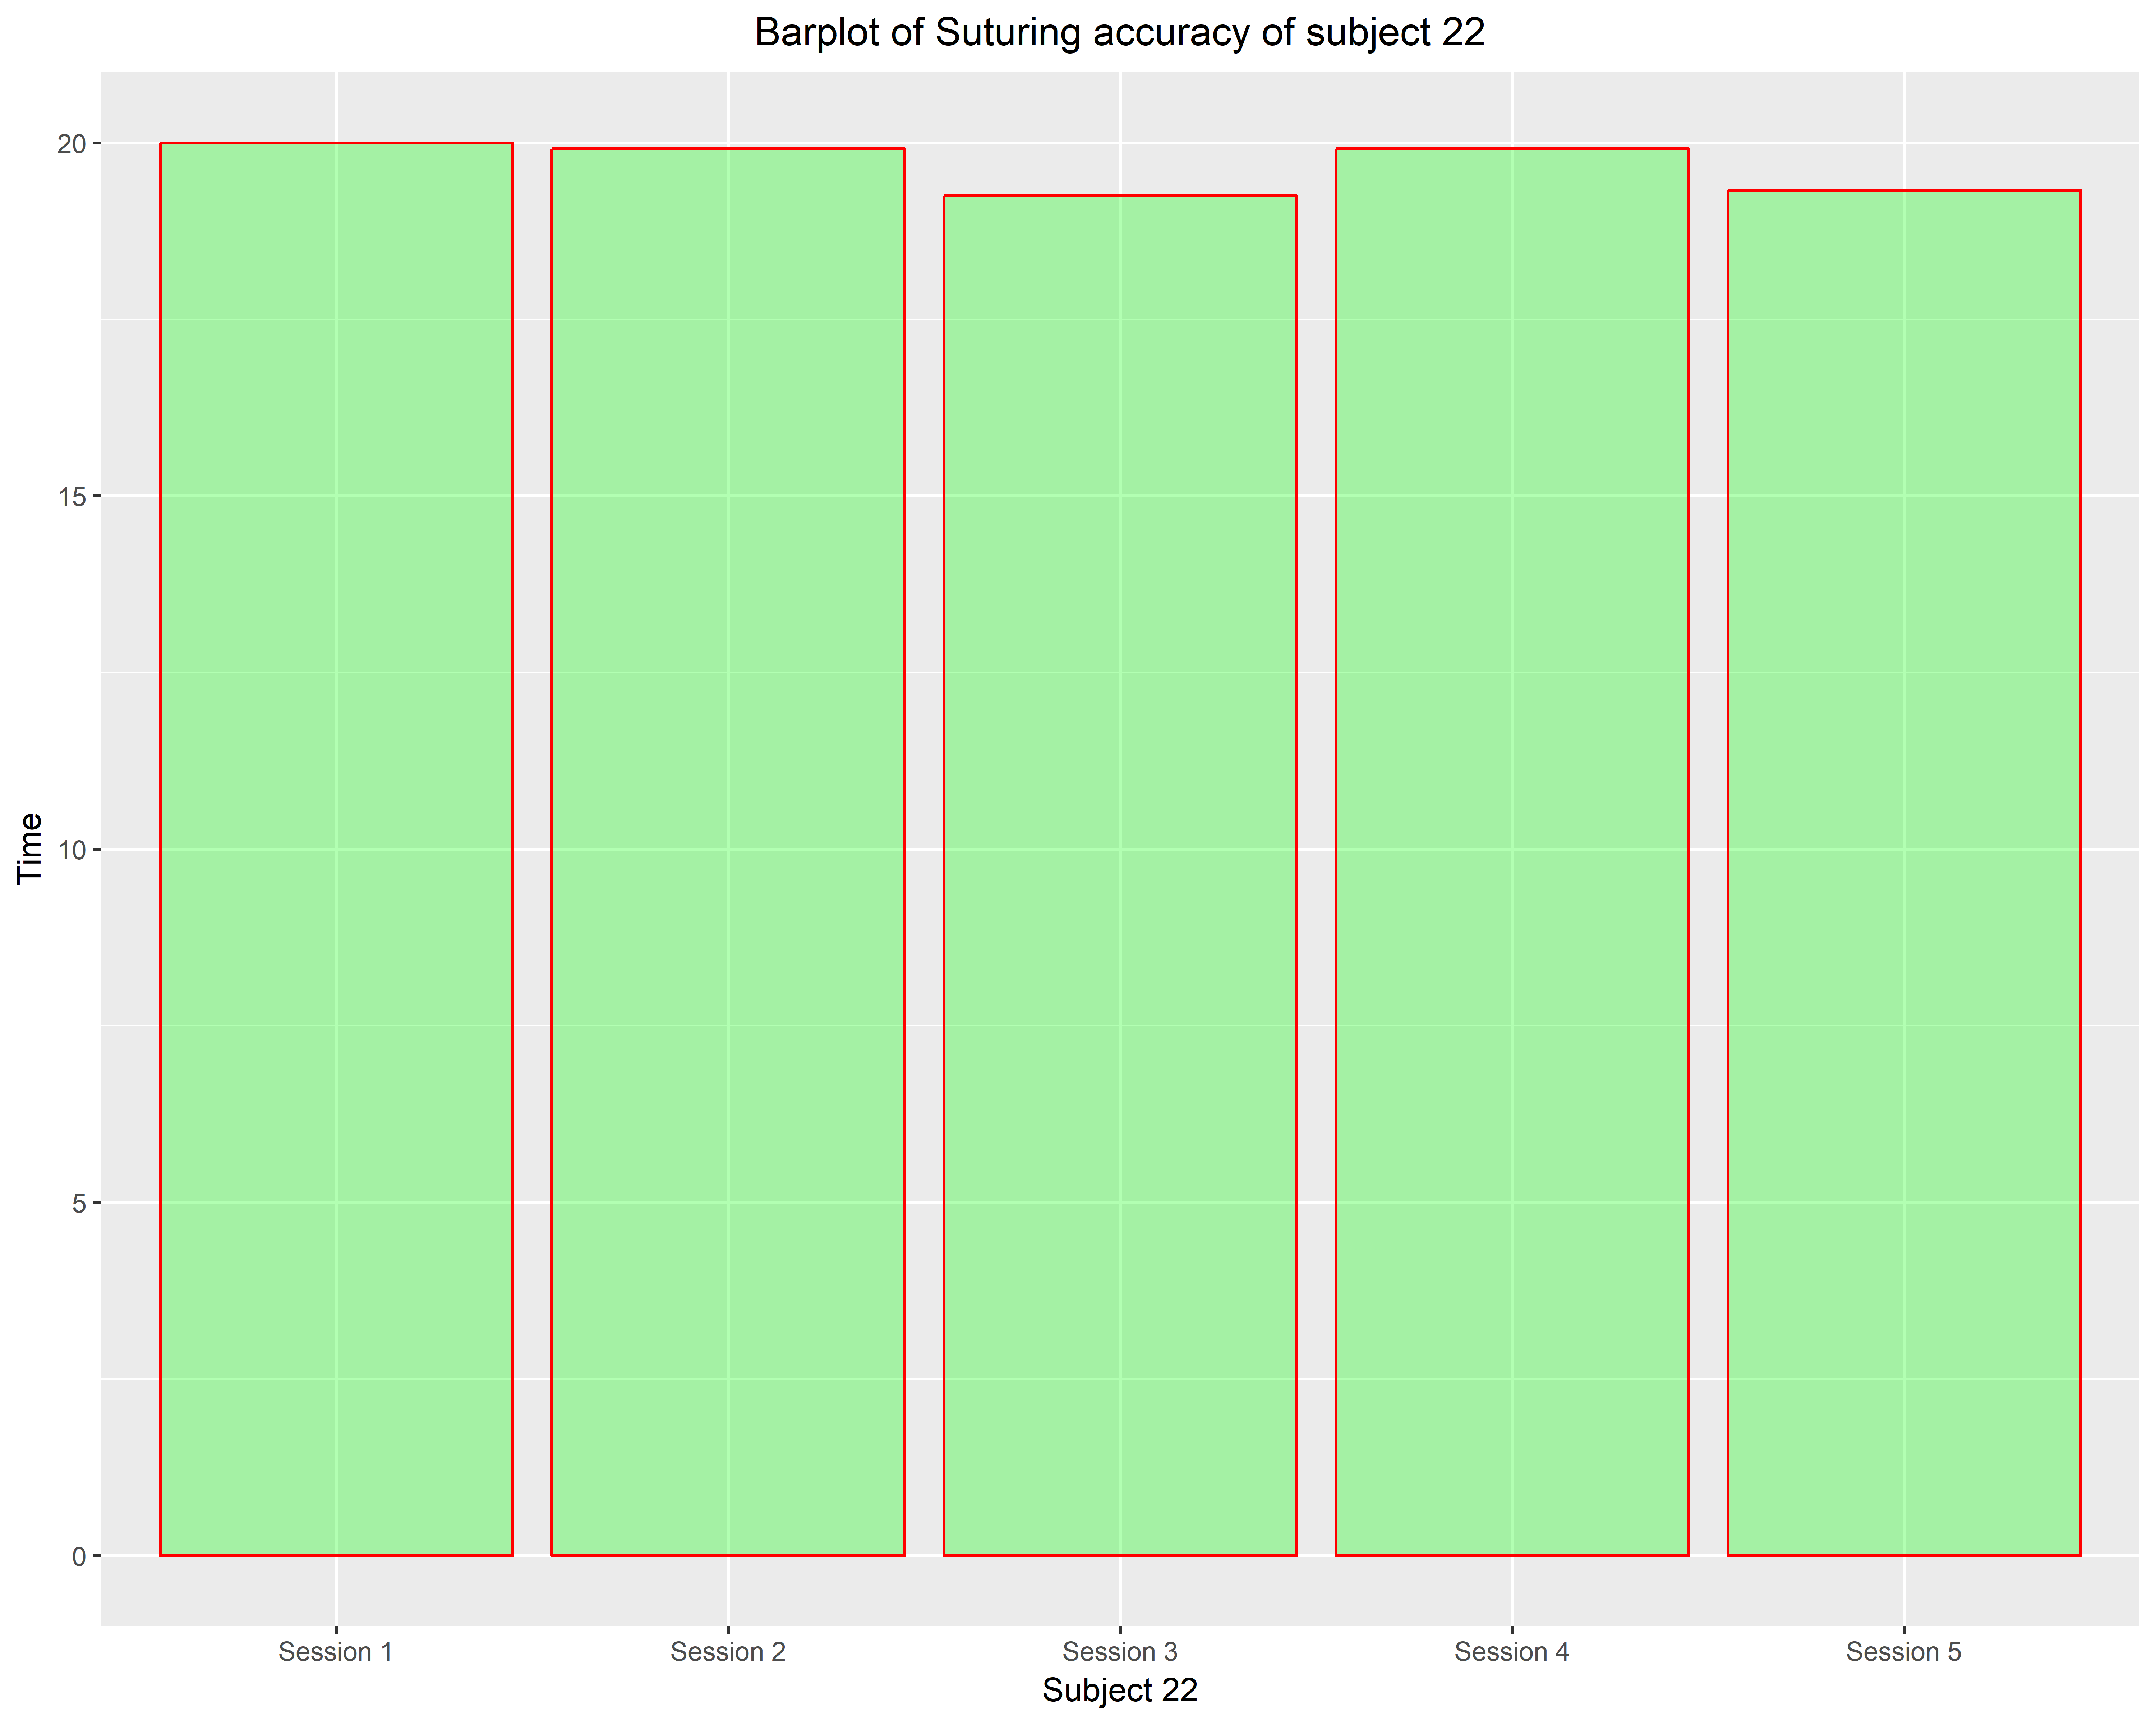 Barplot of Suturing accuracy of subject 22
20
15
10
5
0
Time
Session 1 Session 2 Session 3 Session 4 Session 5
Subject 22